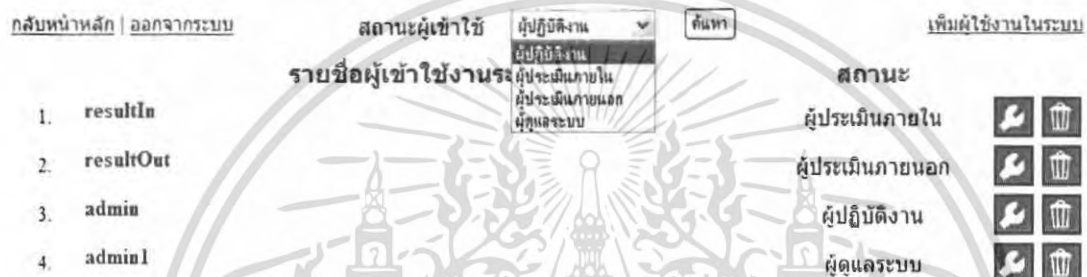 กลับหน้าหลัก | ออกจากระบบ สถานะผู้เข้าใช้ ผู้ปฏิบัติงาน ค้นหา เพิ่มผู้ใช้งานในระบบ
ผู้ปฏิบัติงาน
รายชื่อผู้เข้าใช้งานระ ผู้ประเมินภายใน สถานะ
ผู้ประเมินภายนอก
ผู้ดูแลระบบ
1. resultIn ผู้ประเมินภายใน
2. resultOut ผู้ประเมินภายนอก
3. admin ผู้ปฏิบัติงาน
4. admin1 ผู้ดูแลระบบ